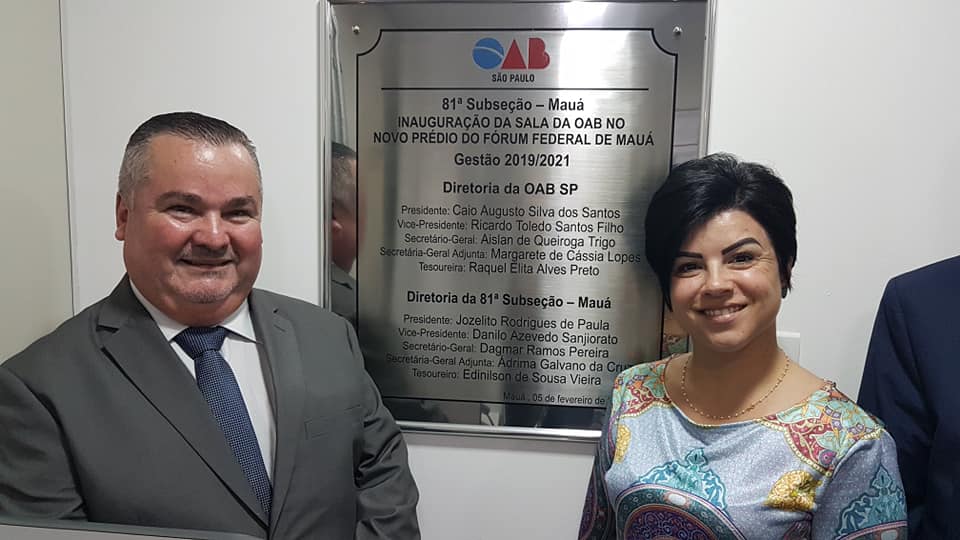 OAB
SÃO PAULO
81ª Subseção – Mauá
INAUGURAÇÃO DA SALA DA OAB NO
NOVO PRÉDIO DO FÓRUM FEDERAL DE MAUÁ
Gestão 2019/2021
Diretoria da OAB SP
Presidente: Caio Augusto Silva dos Santos
Vice-Presidente: Ricardo Toledo Santos Filho
Secretário-Geral: Aislan de Queiroga Trigo
Secretária-Geral Adjunta: Margarete de Cássia Lopes
Tesoureira: Raquel Elita Alves Preto
Diretoria da 81ª Subseção – Mauá
Presidente: Jozelito Rodrigues de Paula
Vice-Presidente: Danilo Azevedo Sanjiorato
Secretário-Geral: Dagmar Ramos Pereira
Secretária-Geral Adjunta: Adrima Galvano da
Tesoureiro: Edinilson de Sousa Vieira
Mauá , 05 de fevereiro de